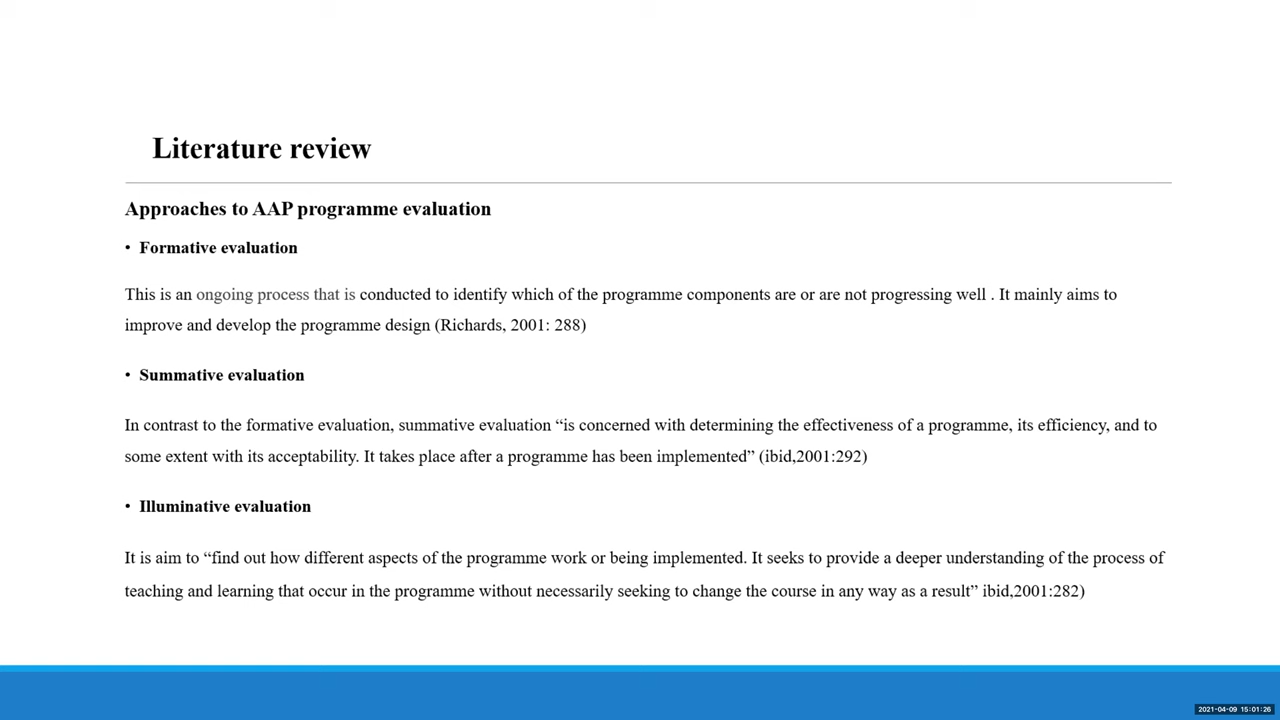 Literature review
Approaches to AAP programme evaluation
• Formative evaluation
This is an ongoing process that is conducted to identify which of the programme components are or are not progressing well . It mainly aims to
improve and develop the programme design (Richards, 2001: 288)
• Summative evaluation
In contrast to the formative evaluation, summative evaluation “is concerned with determining the effectiveness of a programme, its efficiency, and to
some extent with its acceptability. It takes place after a programme has been implemented” (ibid,2001:292)
• Illuminative evaluation
It is aim to “find out how different aspects of the programme work or being implemented. It seeks to provide a deeper understanding of the process of
teaching and learning that occur in the programme without necessarily seeking to change the course in any way as a result” ibid,2001:282)
2021-04-09 15:01:26